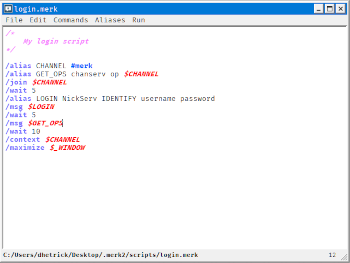 login.merk
File Edit Commands Aliases Run
/*
My login script
*/
/alias CHANNEL #merk
/alias GET_OPS chanserv op $CHANNEL
/join $CHANNEL
/wait 5
/alias LOGIN NickServ IDENTIFY username password
/msg $LOGIN
/wait 5
/msg $GET_OPS
/wait 10
/context $CHANNEL
/maximize $_WINDOW
C:/Users/dhetrick/Desktop/.merk2/scripts/login.merk 12